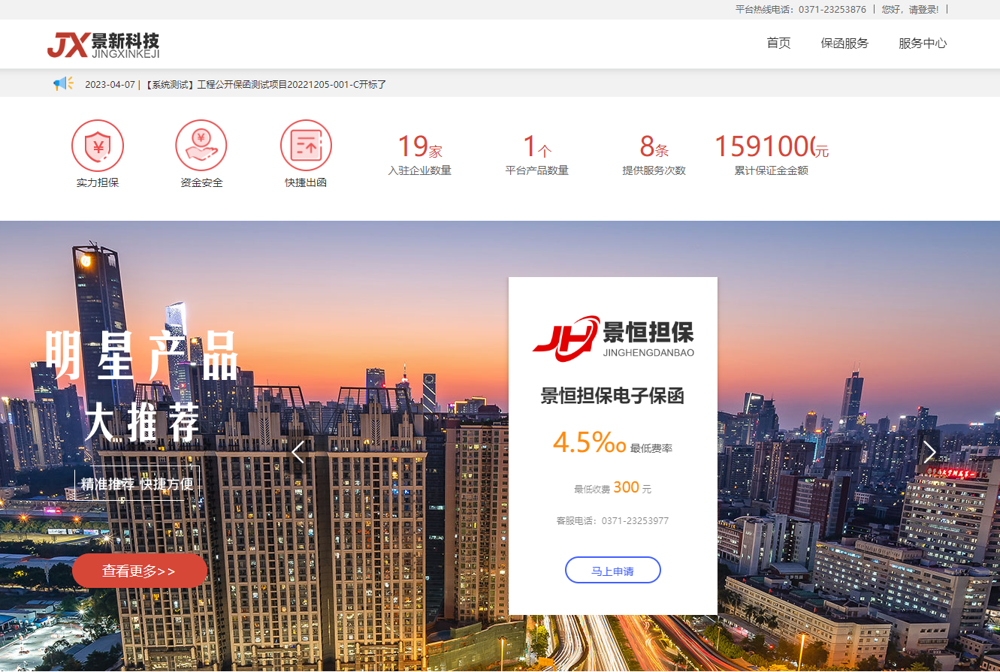 平台热线电话：0371-23253876 | 您好，请登录! |
JX 景新科技
JINGXINKEJI
首页 保函服务 服务中心
2023-04-07 | 【系统测试】工程公开保函测试项目20221205-001-C开标了
¥
¥
实力担保
资金安全
快捷出函
19家
入驻企业数量
1个
平台产品数量
8条
提供服务次数
159100元
累计保证金金额
明星产品
大推荐
精准推荐 快捷方便
查看更多>>
JH 景恒担保
JINGHENGDANBAO
景恒担保电子保函
4.5‰ 最低费率
最低收费 300 元
客服电话：0371-23253977
马上申请